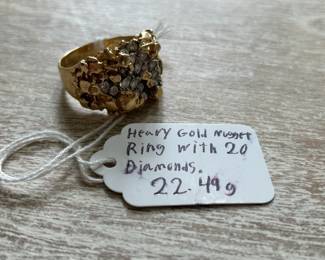 Heavy Gold Nugget
Ring with 20
Diamonds.
22.49g